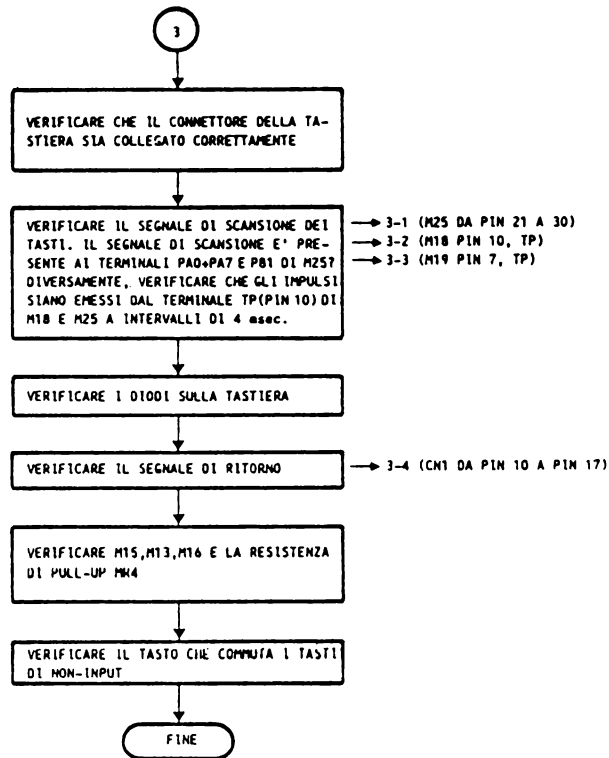 3
VERIFICARE CHE IL CONNETTORE DELLA TA-
STIERA SIA COLLEGATO CORRETTAMENTE
VERIFICARE IL SEGNALE DI SCANSIONE DEI
TASTI. IL SEGNALE DI SCANSIONE E' PRE-
SENTE AI TERMINALI PA0+PA7 E PB1 DI M25?
DIVERSAMENTE, VERIFICARE CHE GLI IMPULSI
SIANO EMESSI DAL TERMINALE TP(PIN 10) DI
M18 E M25 A INTERVALLI DI 4 msec.
3-1 (M25 DA PIN 21 A 30)
3-2 (M18 PIN 10, TP)
3-3 (M19 PIN 7, TP)
VERIFICARE I DIODI SULLA TASTIERA
VERIFICARE IL SEGNALE DI RITORNO
3-4 (CN1 DA PIN 10 A PIN 17)
VERIFICARE M15,M13,M16 E LA RESISTENZA
DI PULL-UP MR4
VERIFICARE IL TASTO CHE COMMUTA I TASTI
DI NON-INPUT
FINE